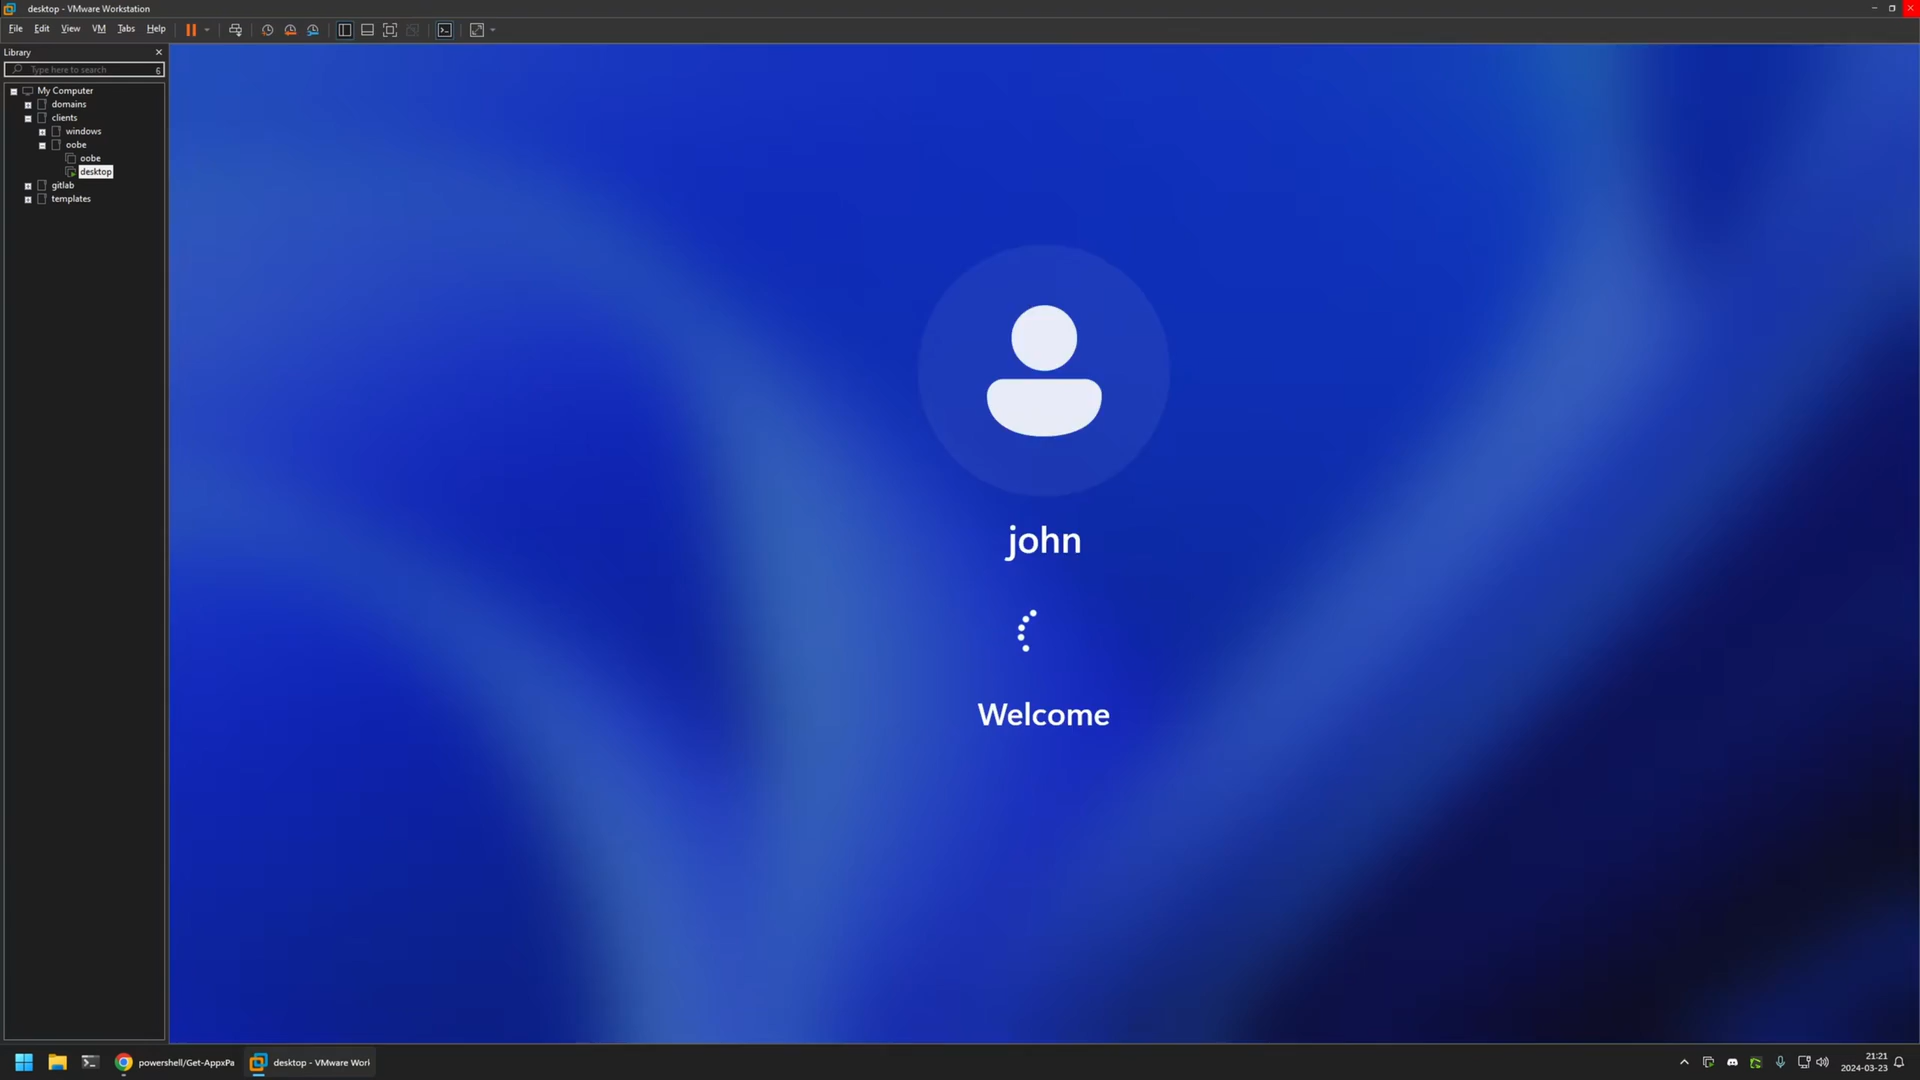 desktop - VMware Workstation
File Edit View VM Tabs Help
Library
Type here to search
My Computer
domains
clients
windows
oobe
oobe
desktop
gitlab
templates
john
Welcome
powershell/Get-AppxPa
desktop - VMware Work
21:21
2024-03-23